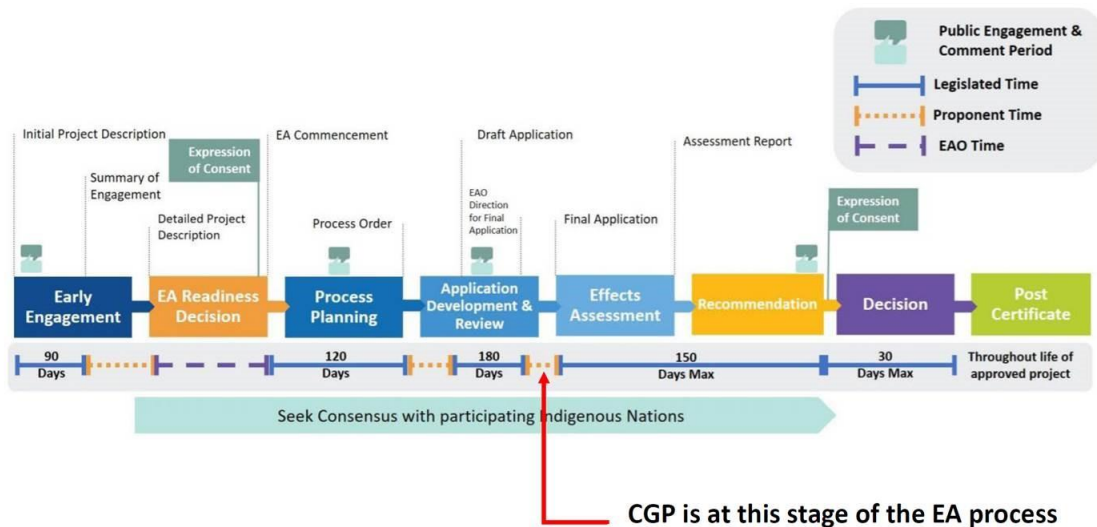 Public Engagement &
Comment Period
Legislated Time
Proponent Time
EAO Time
Initial Project Description
Summary of
Engagement
Expression
of Consent
Detailed Project
Description
EA Commencement
Process Order
Draft Application
EAO
Direction
for Final
Application
Final Application
Assessment Report
Expression
of Consent
Early
Engagement
EA Readiness
Decision
Process
Planning
Application
Development &
Review
Effects
Assessment
Recommendation
Decision
Post
Certificate
90
Days
120
Days
180
Days
150
Days Max
30
Days Max
Throughout life of
approved project
Seek Consensus with participating Indigenous Nations
CGP is at this stage of the EA process